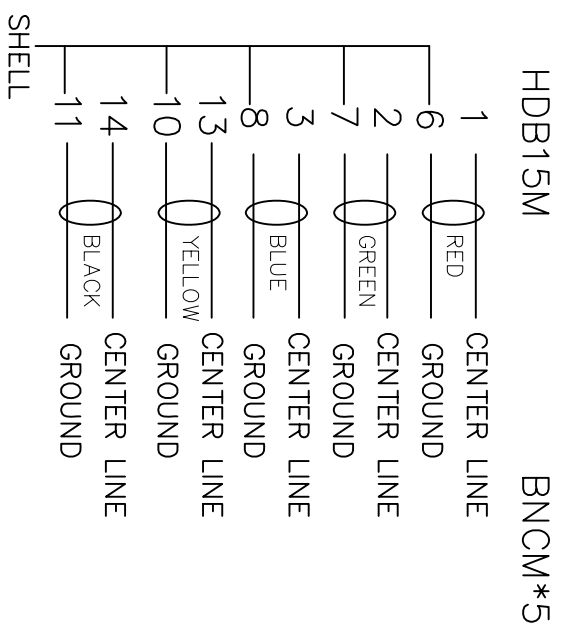 HDB15M BNCM*5
1 RED CENTER LINE
6 GROUND
2 GREEN CENTER LINE
7 GROUND
3 BLUE CENTER LINE
8 GROUND
13 YELLOW CENTER LINE
10 GROUND
14 BLACK CENTER LINE
11 GROUND
SHELL